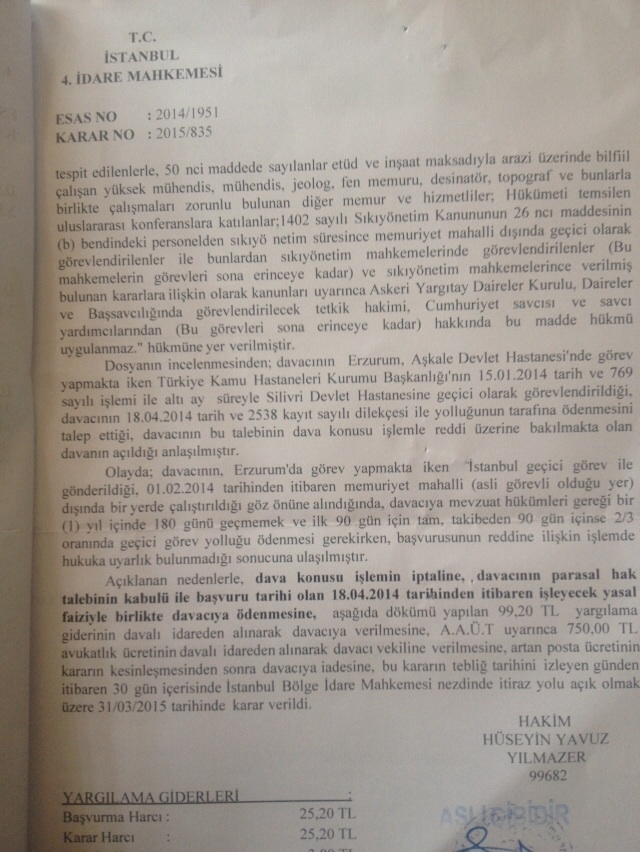 T.C.
İSTANBUL
4. İDARE MAHKEMESİ
ESAS NO : 2014/1951
KARAR NO : 2015/835
tespit edilenlerle, 50 nci maddede sayılanlar etüd ve inşaat maksadıyla arazi üzerinde bilfiil
çalışan yüksek mühendis, mühendis, jeolog, fen memuru, desinatör, topograf ve bunlarla
birlikte çalışmaları zorunlu bulunan diğer memur ve hizmetliler; Hükümeti temsilen
uluslararası konferanslara katılanlar;1402 sayılı Sıkıyönetim Kanununun 26 ncı maddesinin
(b) bendindeki personelden sıkıyö netim süresince memuriyet mahalli dışında geçici olarak
görevlendirilenler ile bunlardan sıkıyönetim mahkemelerinde görevlendirilenler (Bu
mahkemelerin görevleri sona erinceye kadar) ve sıkıyönetim mahkemelerince verilmiş
bulunan kararlara ilişkin olarak kanunları uyarınca Askeri Yargıtay Daireler Kurulu, Daireler
ve Başsavcılığında görevlendirilecek tetkik hakimi, Cumhuriyet savcısı ve savcı
yardımcılarından (Bu görevleri sona erinceye kadar) hakkında bu madde hükmü
uygulanmaz." hükmüne yer verilmiştir.
Dosyanın incelenmesinden; davacının Erzurum, Aşkale Devlet Hastanesi'nde görev
yapmakta iken Türkiye Kamu Hastaneleri Kurumu Başkanlığı'nın 15.01.2014 tarih ve 769
sayılı işlemi ile altı ay süreyle Silivri Devlet Hastanesine geçici olarak görevlendirildiği,
davacının 18.04.2014 tarih ve 2538 kayıt sayılı dilekçesi ile yolluğunun tarafına ödenmesini
talep ettiği, davacının bu talebinin dava konusu işlemle reddi üzerine bakılmakta olan
davanın açıldığı anlaşılmıştır.
Olayda; davacının, Erzurum'da görev yapmakta iken İstanbul geçici görev ile
gönderildiği, 01.02.2014 tarihinden itibaren memuriyet mahalli (asli görevli olduğu yer)
dışında bir yerde çalıştırıldığı göz önüne alındığında, davacıya mevzuat hükümleri gereği bir
(1) yıl içinde 180 günü geçmemek ve ilk 90 gün için tam, takibeden 90 gün içinse 2/3
oranında geçici görev yolluğu ödenmesi gerekirken, başvurusunun reddine ilişkin işlemde
hukuka uyarlık bulunmadığı sonucuna ulaşılmıştır.
Açıklanan nedenlerle, dava konusu işlemin iptaline, davacının parasal hak
talebinin kabulü ile başvuru tarihi olan 18.04.2014 tarihinden itibaren işleyecek yasal
faiziyle birlikte davacıya ödenmesine, aşağıda dökümü yapılan 99,20 TL yargılama
giderinin davalı idareden alınarak davacıya verilmesine, A.A.Ü.T uyarınca 750,00 TL
avukatlık ücretinin davalı idareden alınarak davacı vekiline verilmesine, artan posta ücretinin
kararın kesinleşmesinden sonra davacıya iadesine, bu kararın tebliğ tarihini izleyen günden
itibaren 30 gün içerisinde İstanbul Bölge İdare Mahkemesi nezdinde itiraz yolu açık olmak
üzere 31/03/2015 tarihinde karar verildi.
HAKİM
HÜSEYİN YAVUZ
YILMAZER
99682
YARGILAMA GİDERLERİ :
Başvurma Harcı : 25,20 TL
Karar Harcı : 25,20 TL
ASLI GİBİDİR